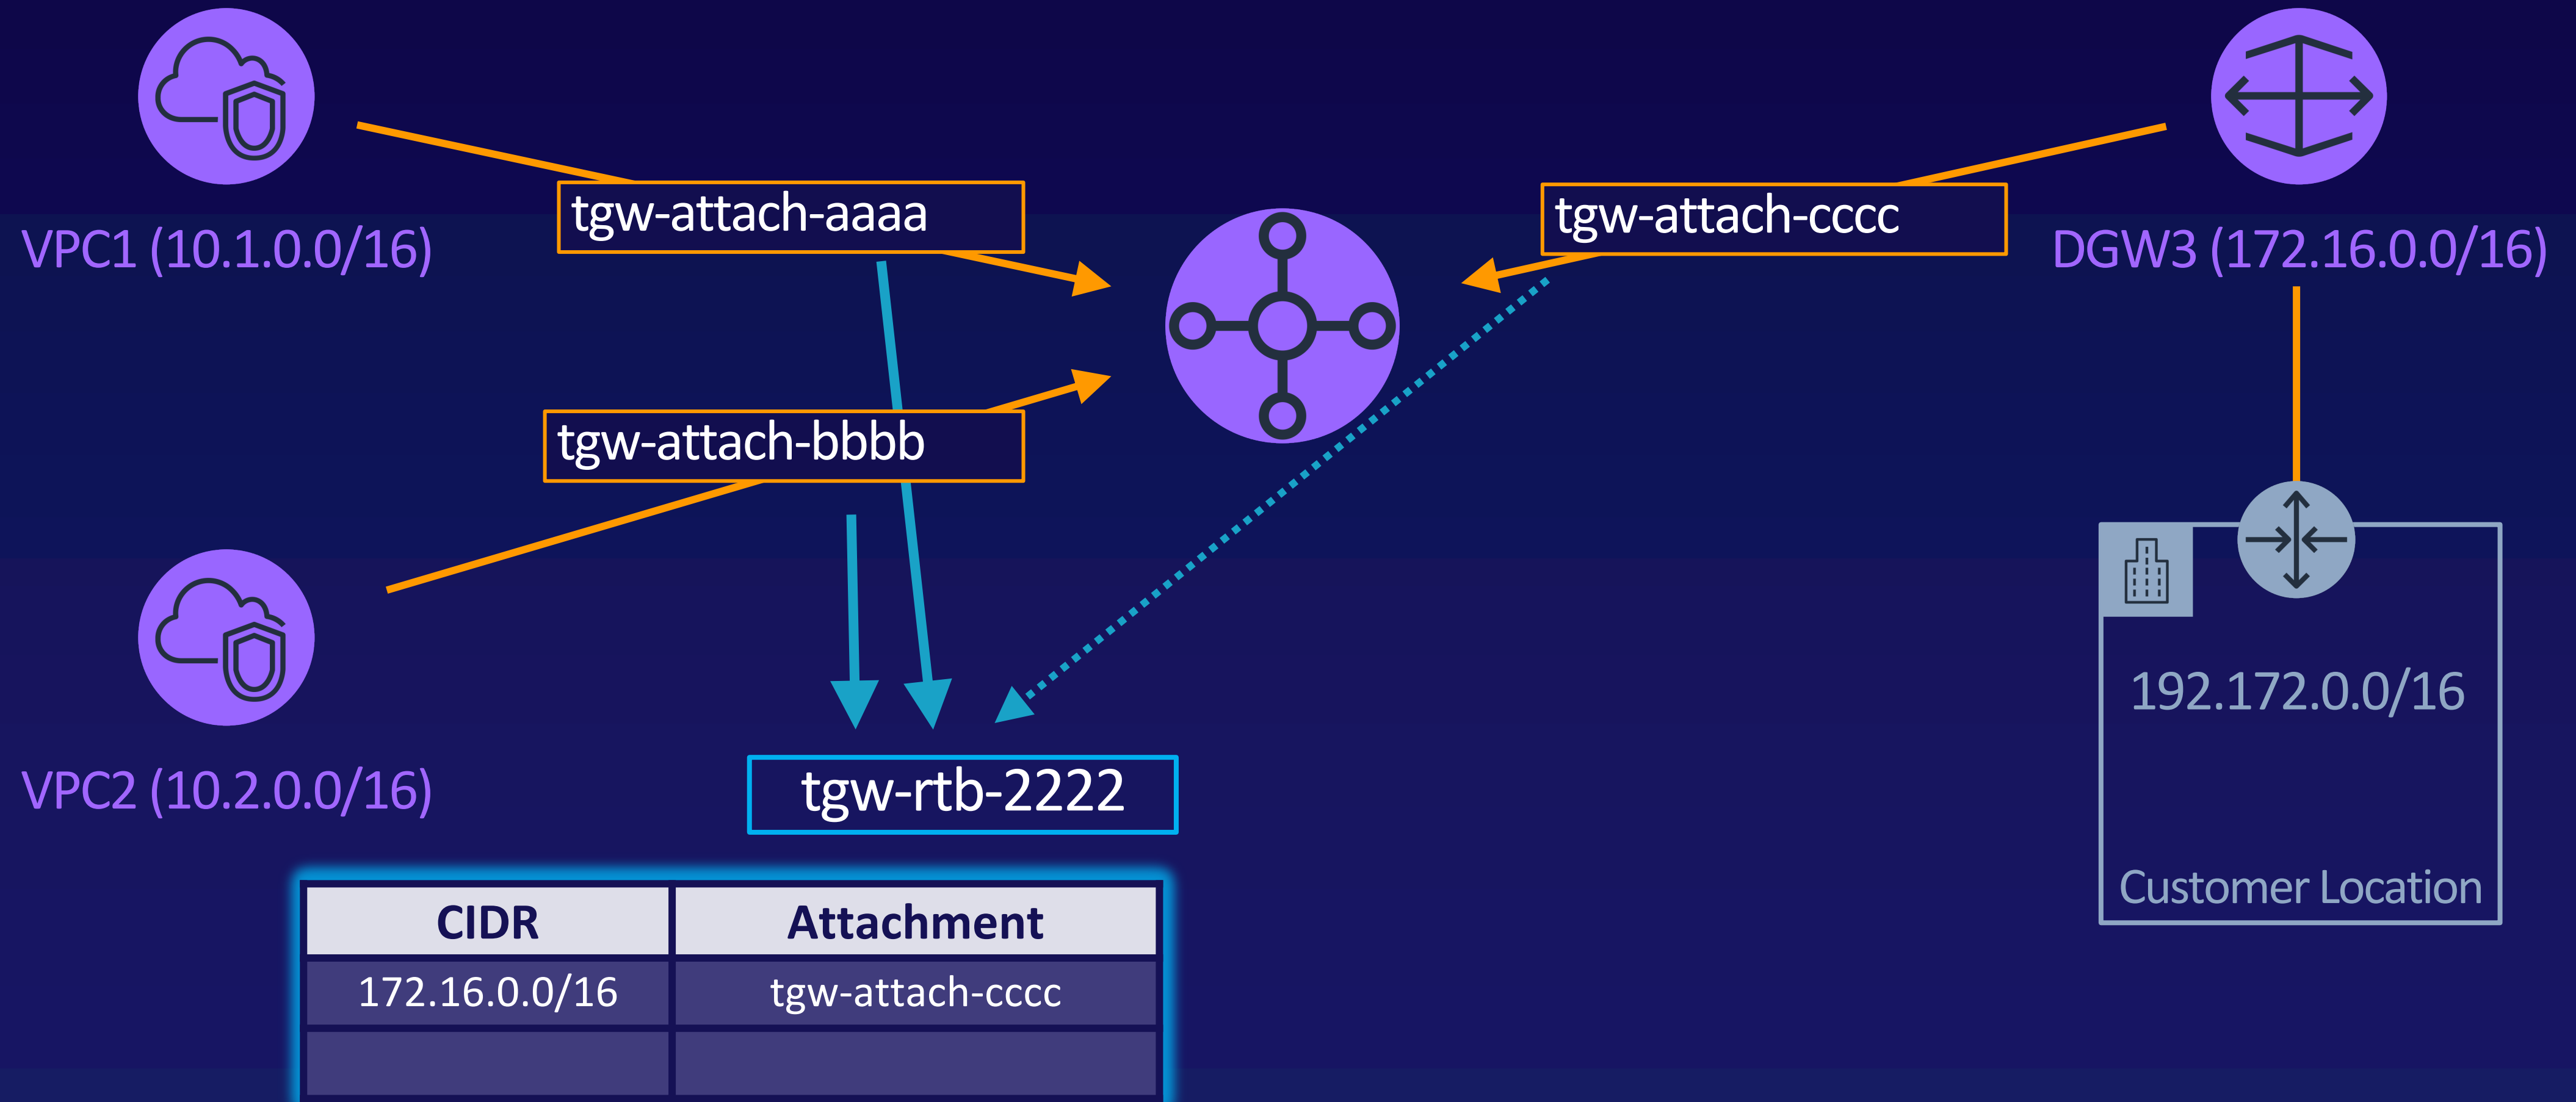 tgw-attach-aaaa
tgw-attach-cccc
VPC1 (10.1.0.0/16)
DGW3 (172.16.0.0/16)
tgw-attach-bbbb
192.172.0.0/16
VPC2 (10.2.0.0/16)
tgw-rtb-2222
Customer Location
CIDR Attachment
172.16.0.0/16 tgw-attach-cccc